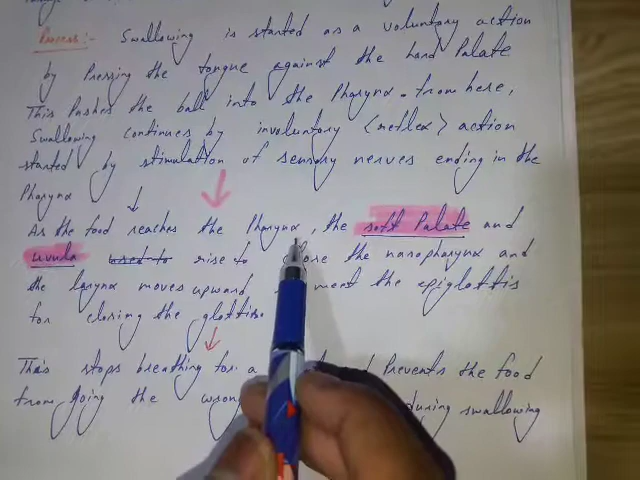 Process:- Swallowing is started as a voluntary action
by Pressing the tongue against the hard Palate
This Pushes the ball into the Pharynx. from here,
Swallowing continues by involuntary (reflex) action
started by stimulation of sensory nerves ending in the
Pharynx
As the food reaches the Pharynx, the soft Palate and
uvula used to rise to close the nasopharynx and
the larynx moves upward meet the epiglottis
for closing the glottis.
This stops breathing for a Prevents the food
from going the wrong during swallowing